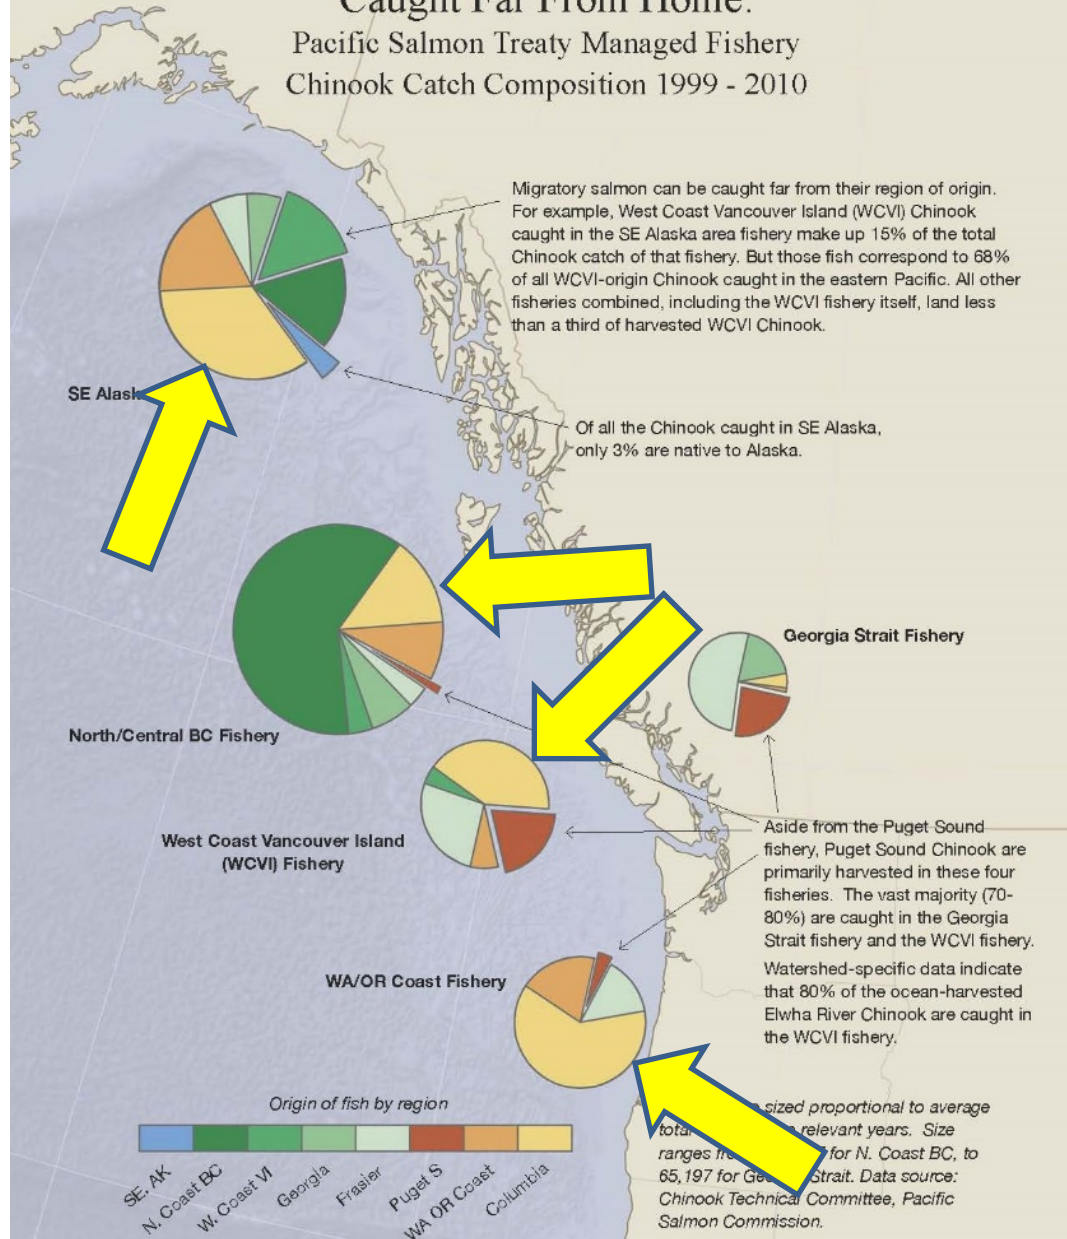 Caught Far From Home:
Pacific Salmon Treaty Managed Fishery
Chinook Catch Composition 1999 - 2010
Migratory salmon can be caught far from their region of origin.
For example, West Coast Vancouver Island (WCVI) Chinook
caught in the SE Alaska area fishery make up 15% of the total
Chinook catch of that fishery. But those fish correspond to 68%
of all WCVI-origin Chinook caught in the eastern Pacific. All other
fisheries combined, including the WCVI fishery itself, land less
than a third of harvested WCVI Chinook.
SE Alask
Of all the Chinook caught in SE Alaska,
only 3% are native to Alaska.
Georgia Strait Fishery
North/Central BC Fishery
West Coast Vancouver Island
(WCVI) Fishery
Aside from the Puget Sound
fishery, Puget Sound Chinook are
primarily harvested in these four
fisheries. The vast majority (70-
80%) are caught in the Georgia
Strait fishery and the WCVI fishery.
Watershed-specific data indicate
that 80% of the ocean-harvested
Elwha River Chinook are caught in
the WCVI fishery.
WA/OR Coast Fishery
Origin of fish by region
SE. AK
N. Coast BC
W. Coast VI
Georgia
Frasier
Puget S
WA OR Coast
Columbia
sized proportional to average
total relevant years. Size
ranges for N. Coast BC, to
65,197 for Strait. Data source:
Chinook Technical Committee, Pacific
Salmon Commission.